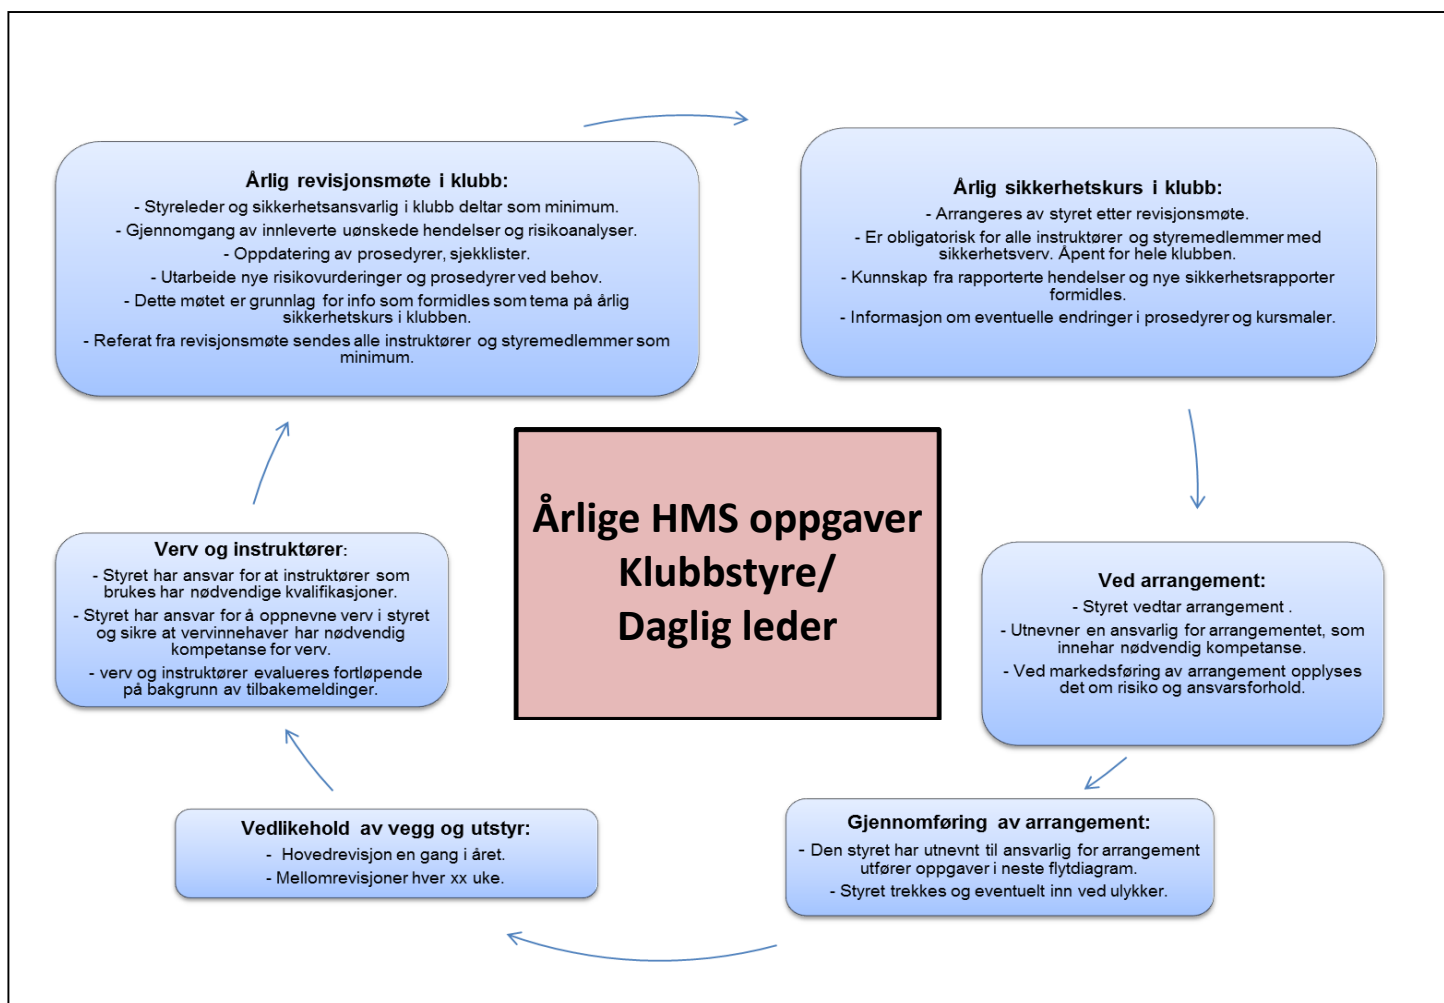 Årlig revisjonsmøte i klubb:
- Styreleder og sikkerhetsansvarlig i klubb deltar som minimum.
- Gjennomgang av innleverte uønskede hendelser og risikoanalyser.
- Oppdatering av prosedyrer, sjekklister.
- Utarbeide nye risikovurderinger og prosedyrer ved behov.
- Dette møtet er grunnlag for info som formidles som tema på årlig
sikkerhetskurs i klubben.
- Referat fra revisjonsmøte sendes alle instruktører og styremedlemmer som
minimum.
Årlig sikkerhetskurs i klubb:
- Arrangeres av styret etter revisjonsmøte.
- Er obligatorisk for alle instruktører og styremedlemmer med
sikkerhetsverv. Åpent for hele klubben.
- Kunnskap fra rapporterte hendelser og nye sikkerhetsrapporter
formidles.
- Informasjon om eventuelle endringer i prosedyrer og kursmaler.
Årlige HMS oppgaver
Klubbstyre/
Daglig leder
Ved arrangement:
- Styret vedtar arrangement .
- Utnevner en ansvarlig for arrangementet, som
innehar nødvendig kompetanse.
- Ved markedsføring av arrangement opplyses
det om risiko og ansvarsforhold.
Gjennomføring av arrangement:
- Den styret har utnevnt til ansvarlig for arrangement
utfører oppgaver i neste flytdiagram.
- Styret trekkes og eventuelt inn ved ulykker.
Vedlikehold av vegg og utstyr:
- Hovedrevisjon en gang i året.
- Mellomrevisjoner hver xx uke.
Verv og instruktører:
- Styret har ansvar for at instruktører som
brukes har nødvendige kvalifikasjoner.
- Styret har ansvar for å oppnevne verv i styret
og sikre at vervinnehaver har nødvendig
kompetanse for verv.
- verv og instruktører evalueres fortløpende
på bakgrunn av tilbakemeldinger.